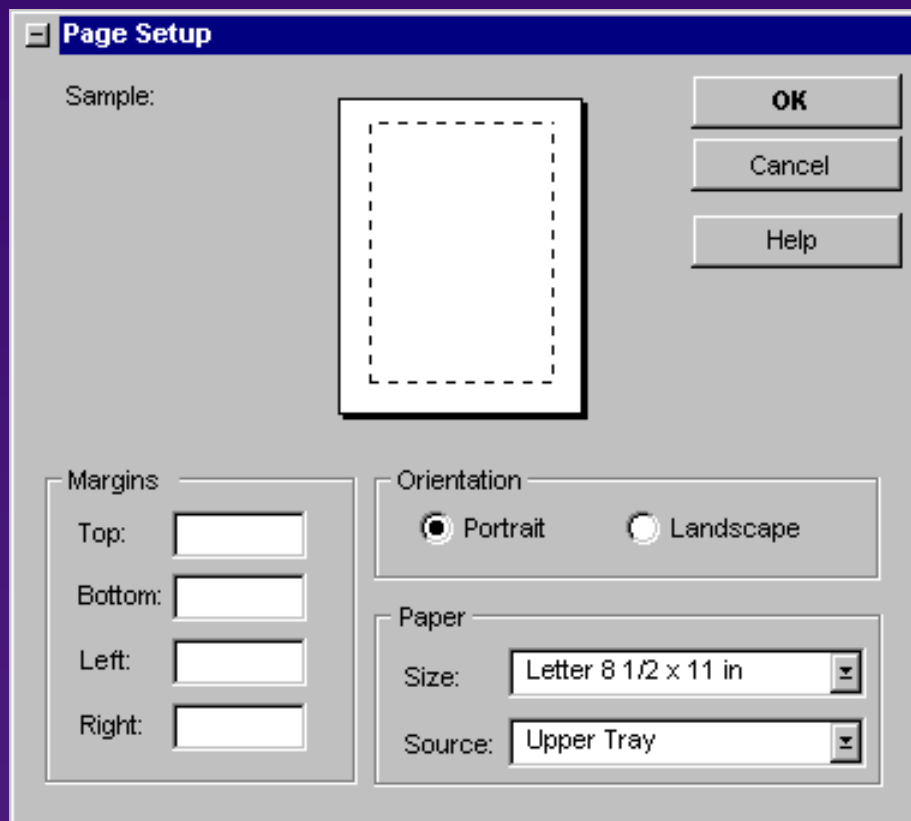 Page Setup
Sample:
OK
Cancel
Help
Margins
Top:
Bottom:
Left:
Right:
Orientation
Portrait Landscape
Paper
Size: Letter 8 1/2 x 11 in
Source: Upper Tray